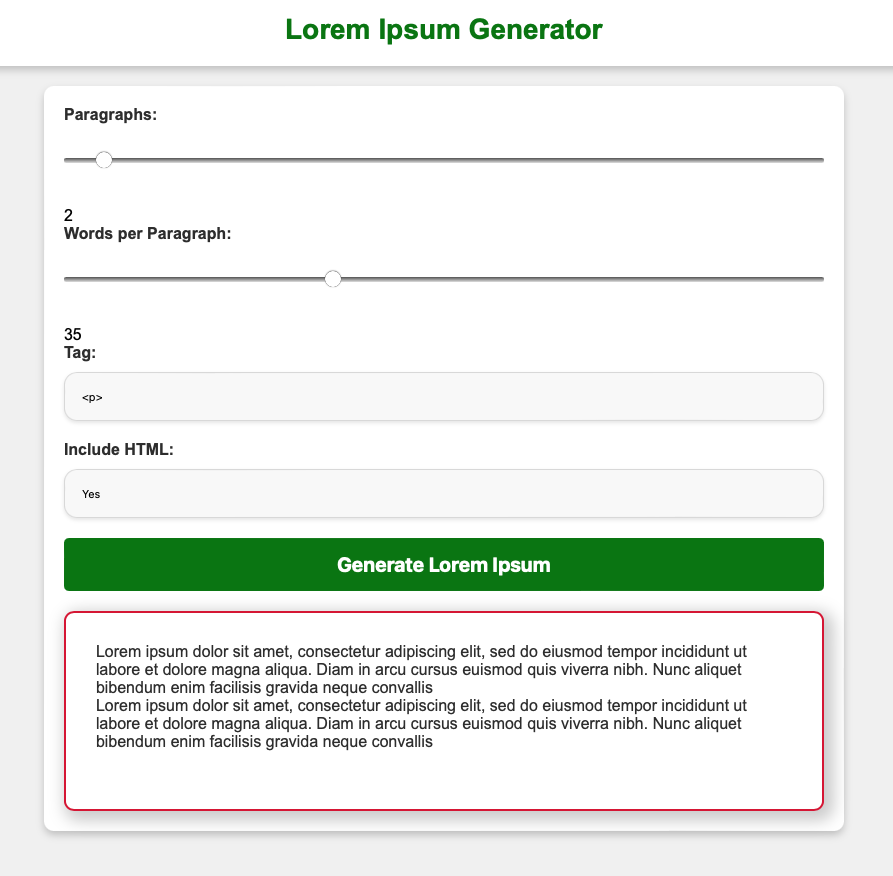 Lorem Ipsum Generator
Paragraphs:
2
Words per Paragraph:
35
Tag:
<p>
Include HTML:
Yes
Generate Lorem Ipsum
Lorem ipsum dolor sit amet, consectetur adipiscing elit, sed do eiusmod tempor incididunt ut
labore et dolore magna aliqua. Diam in arcu cursus euismod quis viverra nibh. Nunc aliquet
bibendum enim facilisis gravida neque convallis
Lorem ipsum dolor sit amet, consectetur adipiscing elit, sed do eiusmod tempor incididunt ut
labore et dolore magna aliqua. Diam in arcu cursus euismod quis viverra nibh. Nunc aliquet
bibendum enim facilisis gravida neque convallis